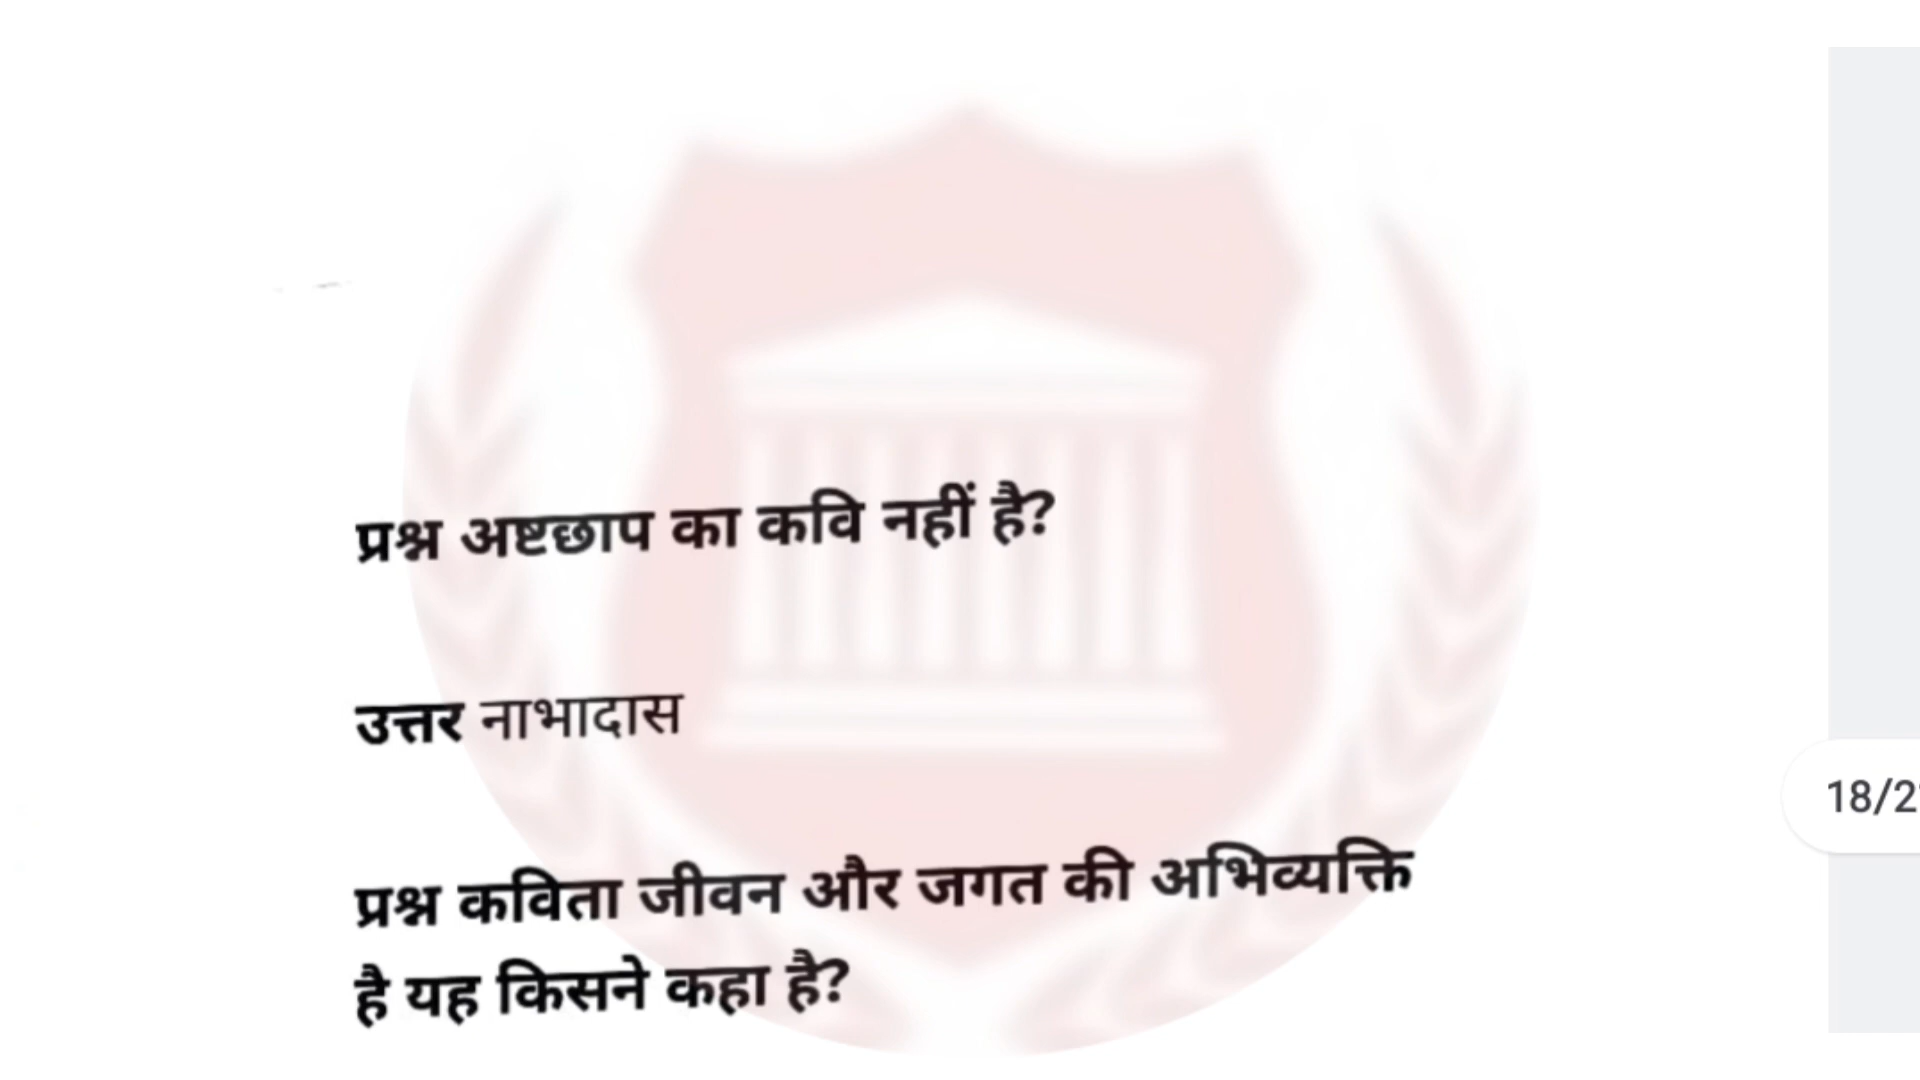 प्रश्न अष्टछाप का कवि नहीं है?
उत्तर नाभादास
18/2
प्रश्न कविता जीवन और जगत की अभिव्यक्ति
है यह किसने कहा है?